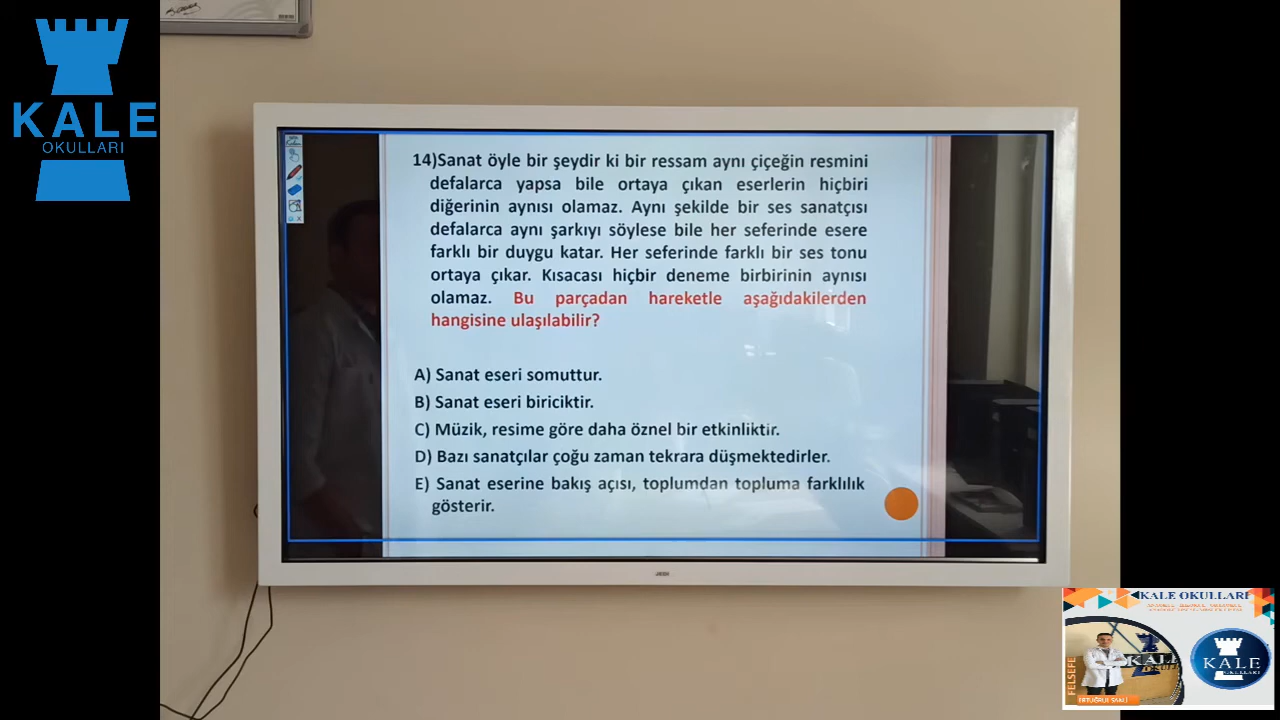 KALE
OKULLARI
14)Sanat öyle bir şeydir ki bir ressam aynı çiçeğin resmini
defalarca yapsa bile ortaya çıkan eserlerin hiçbiri
diğerinin aynısı olamaz. Aynı şekilde bir ses sanatçısı
defalarca aynı şarkıyı söylese bile her seferinde esere
farklı bir duygu katar. Her seferinde farklı bir ses tonu
ortaya çıkar. Kısacası hiçbir deneme birbirinin aynısı
olamaz. Bu parçadan hareketle aşağıdakilerden
hangisine ulaşılabilir?
A) Sanat eseri somuttur.
B) Sanat eseri biriciktir.
C) Müzik, resime göre daha öznel bir etkinliktir.
D) Bazı sanatçılar çoğu zaman tekrara düşmektedirler.
E) Sanat eserine bakış açısı, toplumdan topluma farklılık
gösterir.
KALE OKULLARI
KALE
KALE
OKULLARI
FELSEFE